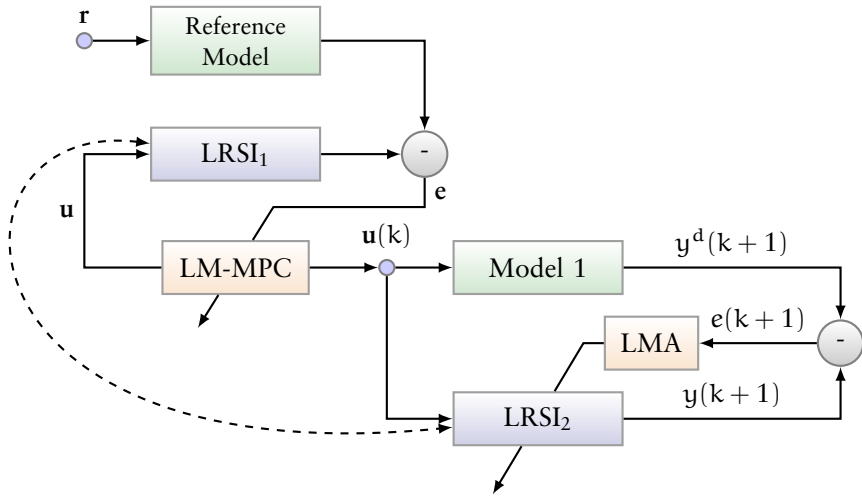 r
Reference
Model
LRSI₁
-
u
e
LM-MPC
u(k)
Model 1
yᵈ(k+1)
e(k+1)
LMA
-
LRSI₂
y(k+1)